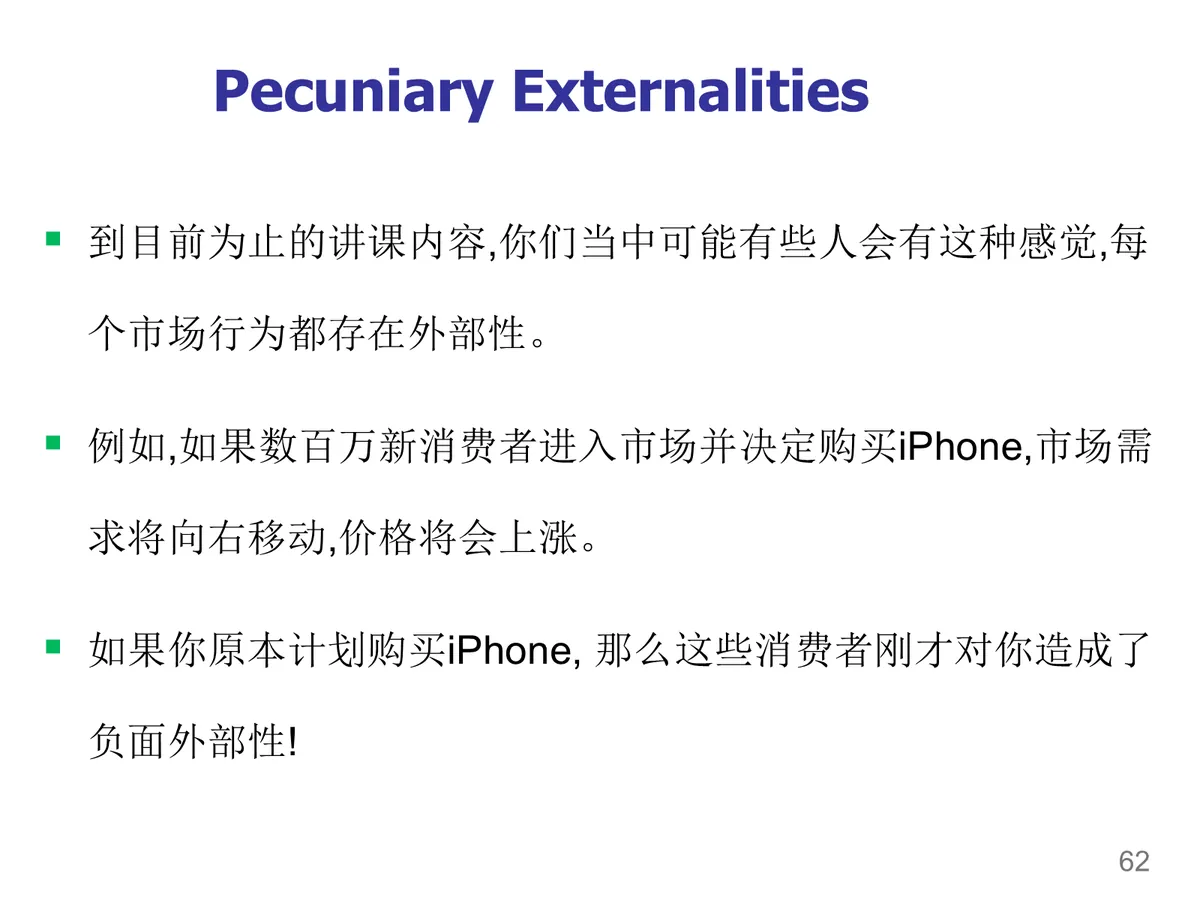 Pecuniary Externalities
到目前为止的讲课内容,你们当中可能有些人会有这种感觉,每
个市场行为都存在外部性。
例如,如果数百万新消费者进入市场并决定购买iPhone,市场需
求将向右移动,价格将会上涨。
如果你原本计划购买iPhone, 那么这些消费者刚才对你造成了
负面外部性!
62